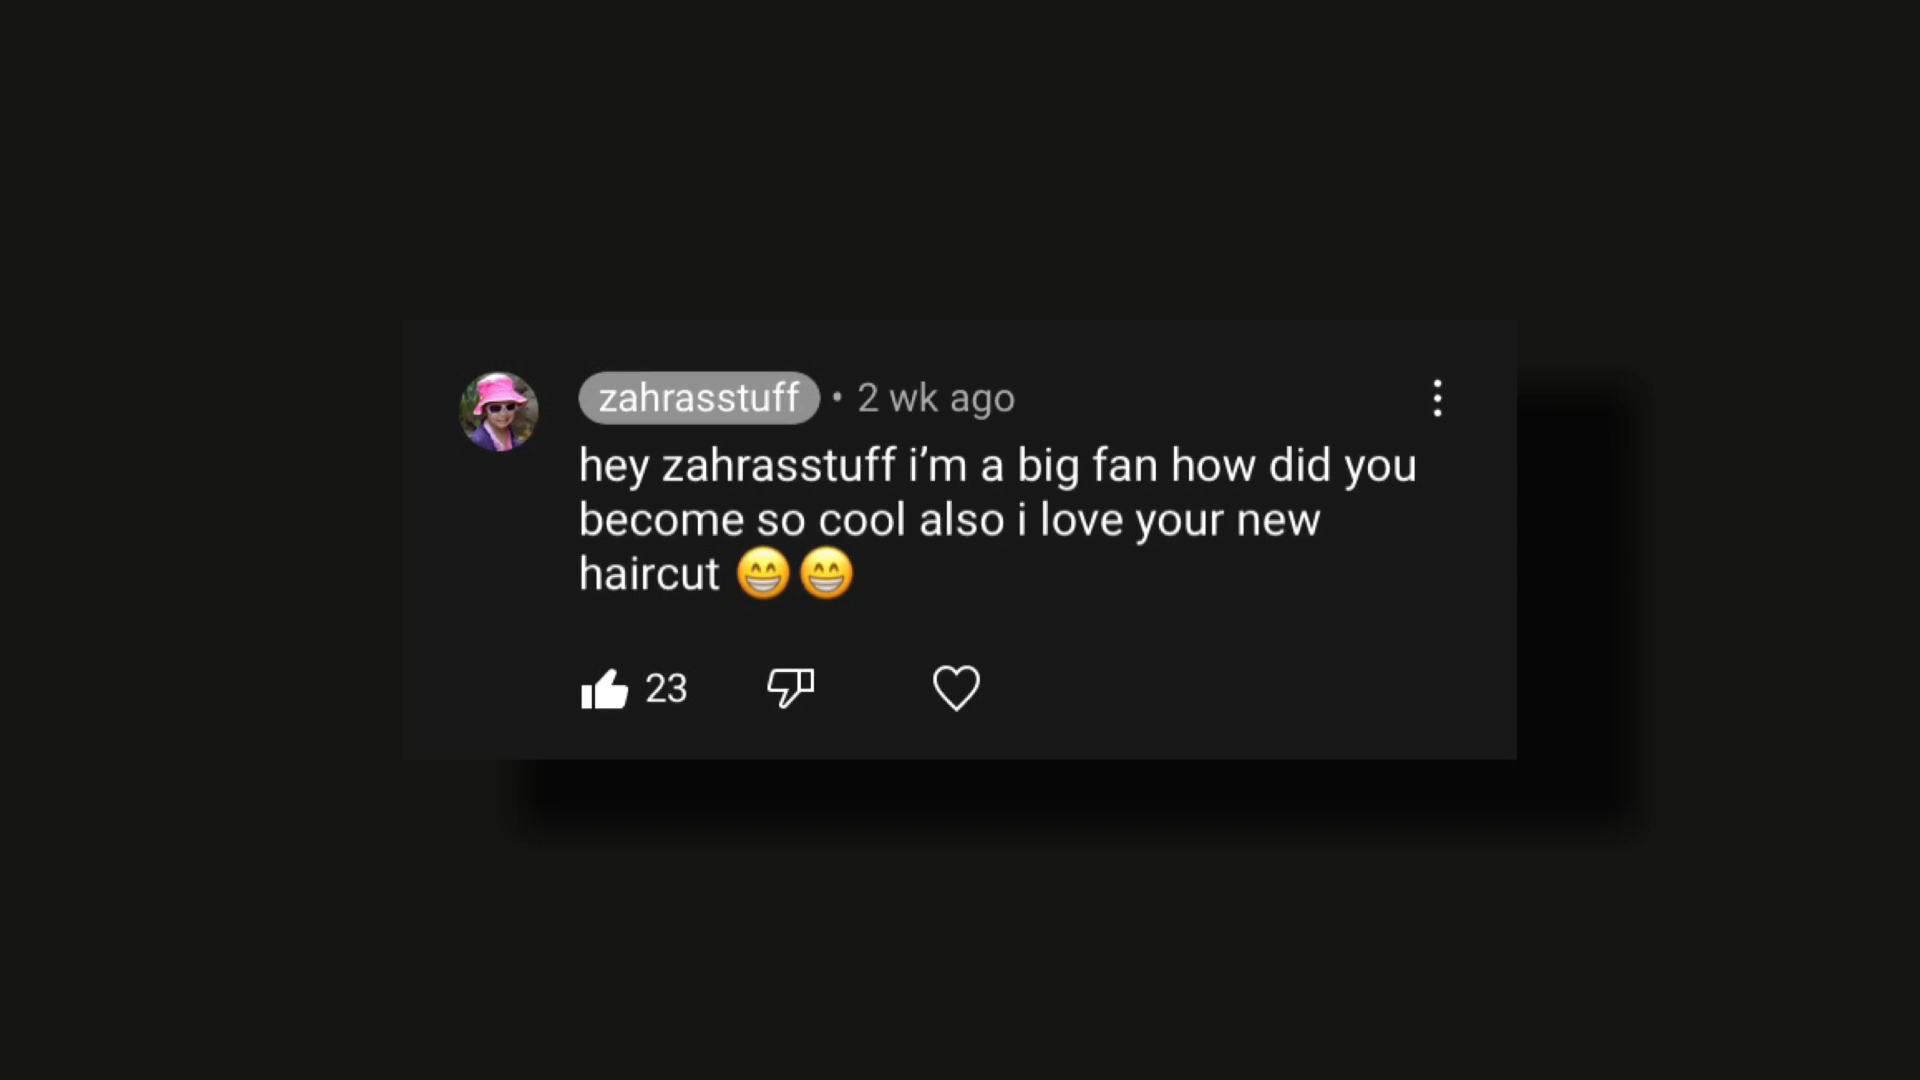 zahrasstuff • 2 wk ago
hey zahrasstuff i’m a big fan how did you
become so cool also i love your new
haircut 😁😁
23